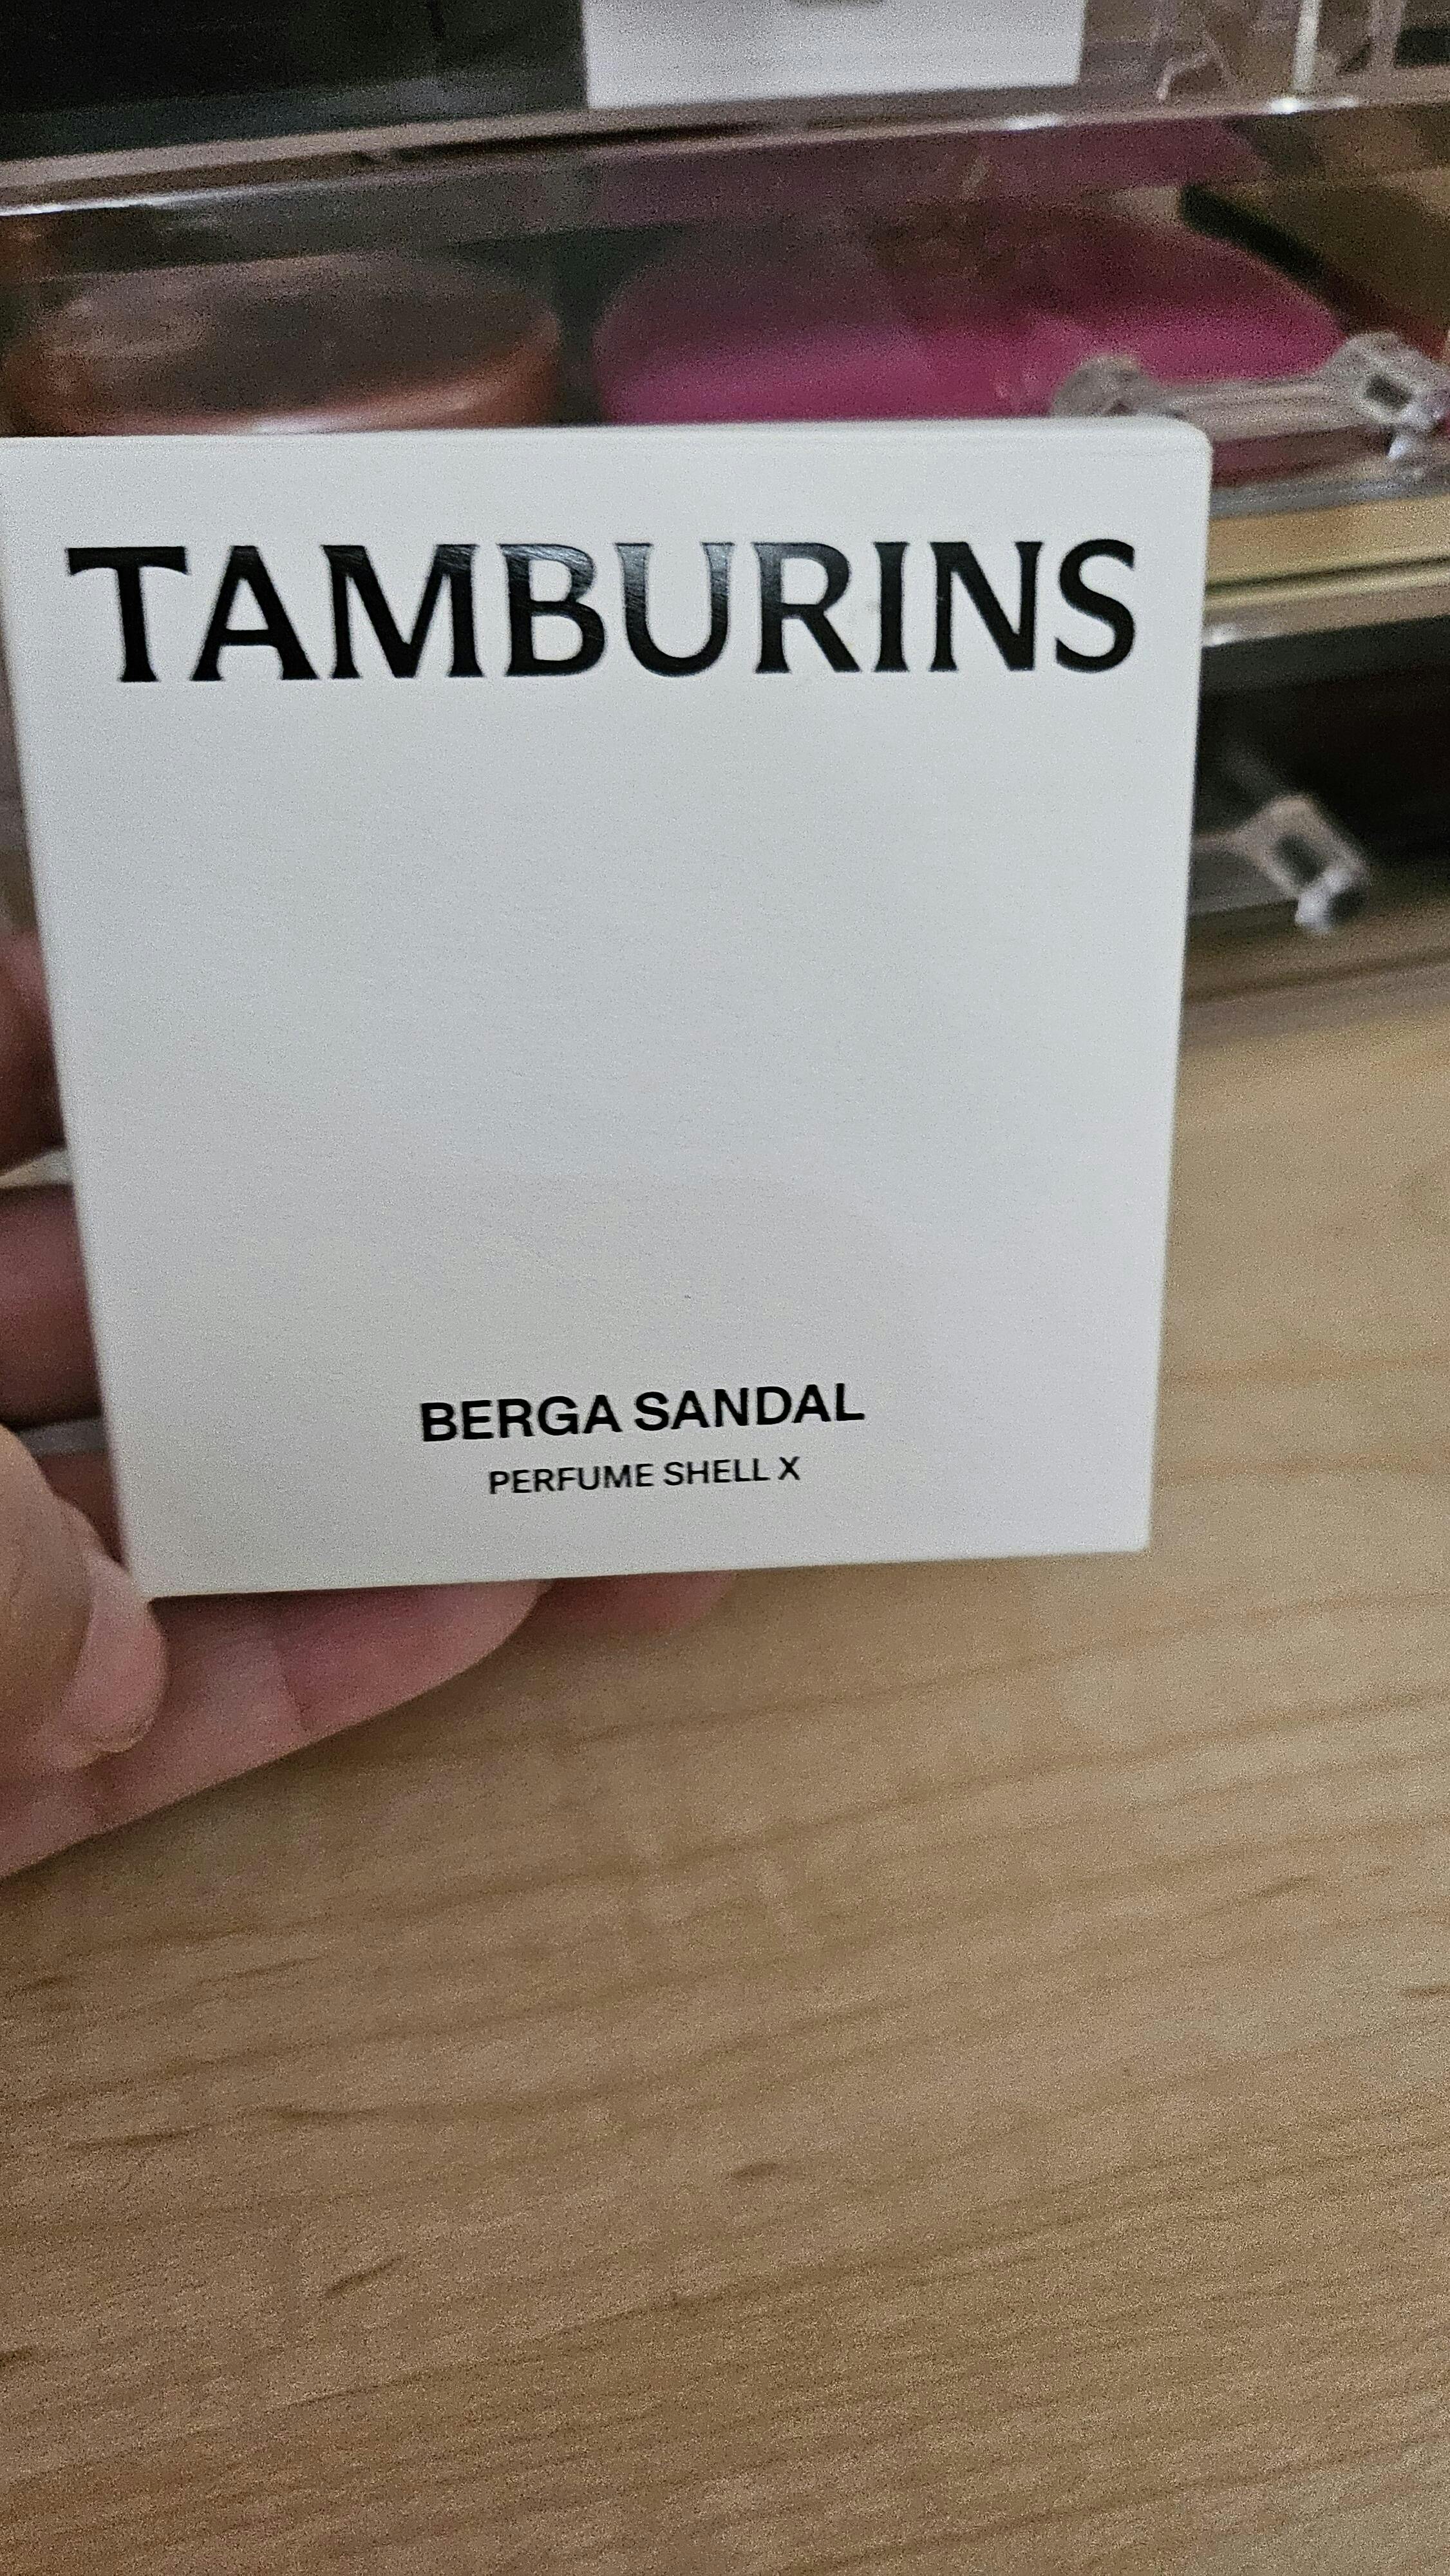 TAMBURINS
BERGA SANDAL
PERFUME SHELL X